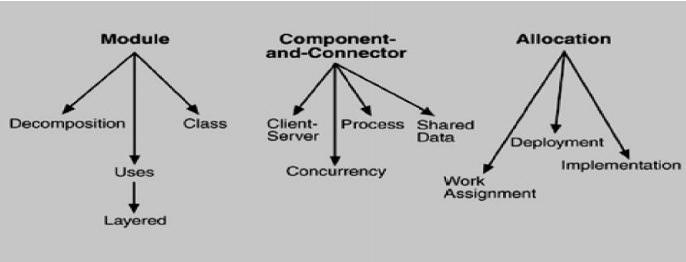 Module
Component-
and-Connector
Allocation
Decomposition
Class
Client-
Server
Process
Shared
Data
Deployment
Uses
Concurrency
Implementation
Work
Assignment
Layered